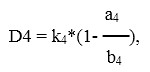 D4 = k₄*(1- a₄/b₄),